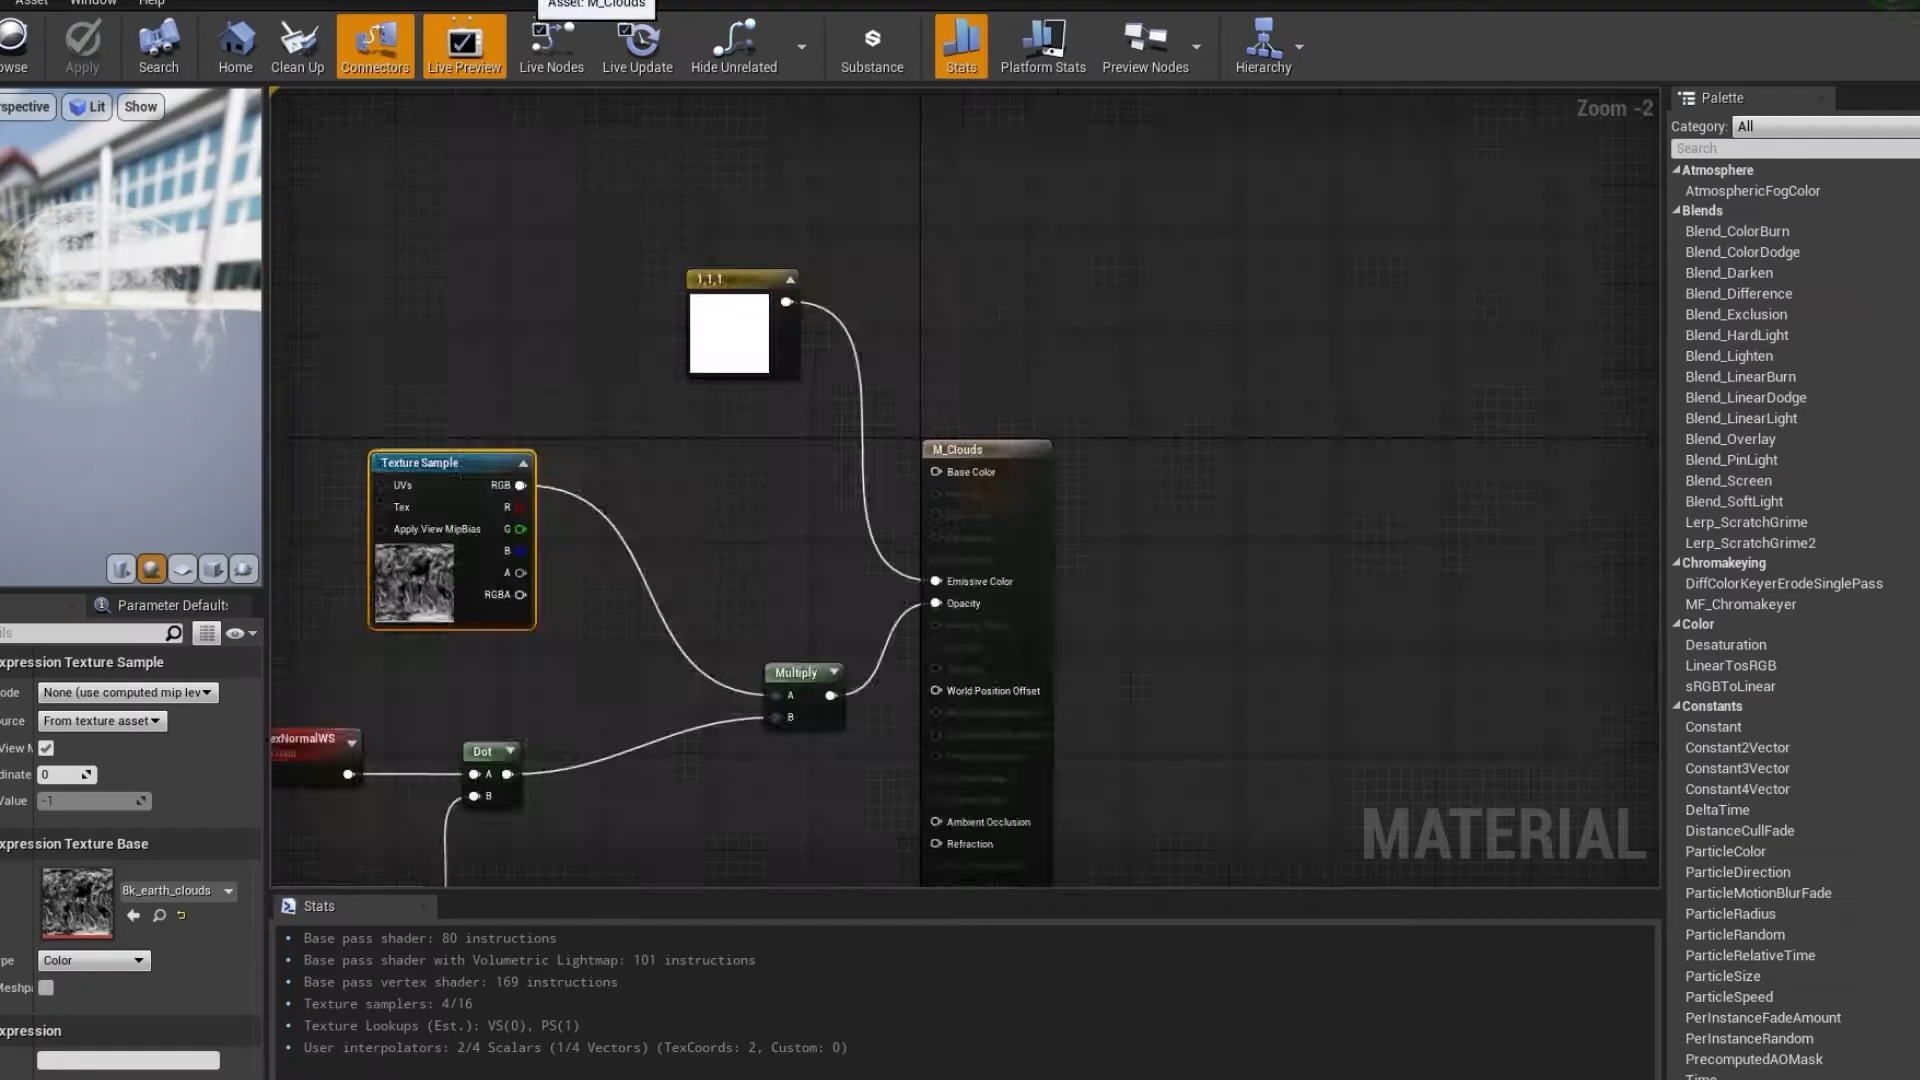 Asset
Window
Help
Asset: M_Clouds
owse
Apply
Search
Home
Clean Up
Connectors
Live Preview
Live Nodes
Live Update
Hide Unrelated
Substance
Stats
Platform Stats
Preview Nodes
Hierarchy
rspective
Lit
Show
Zoom -2
1,1,1
Texture Sample
UVs
Tex
Apply View MipBias
RGB
R
G
B
A
RGBA
M_Clouds
Base Color
Emissive Color
Opacity
World Position Offset
Ambient Occlusion
Refraction
Multiply
A
B
exNormalWS
Dot
A
B
MATERIAL
Parameter Default:
ils
xpression Texture Sample
ode
None (use computed mip lev
ource
From texture asset
View M
dinate
0
Value
-1
xpression Texture Base
8k_earth_clouds
pe
Color
Meshpa
xpression
Stats
Base pass shader: 80 instructions
Base pass shader with Volumetric Lightmap: 101 instructions
Base pass vertex shader: 169 instructions
Texture samplers: 4/16
Texture Lookups (Est.): VS(0), PS(1)
User interpolators: 2/4 Scalars (1/4 Vectors) (TexCoords: 2, Custom: 0)
Palette
Category: All
Search
Atmosphere
AtmosphericFogColor
Blends
Blend_ColorBurn
Blend_ColorDodge
Blend_Darken
Blend_Difference
Blend_Exclusion
Blend_HardLight
Blend_Lighten
Blend_LinearBurn
Blend_LinearDodge
Blend_LinearLight
Blend_Overlay
Blend_PinLight
Blend_Screen
Blend_SoftLight
Lerp_ScratchGrime
Lerp_ScratchGrime2
Chromakeying
DiffColorKeyerErodeSinglePass
MF_Chromakeyer
Color
Desaturation
LinearTosRGB
sRGBToLinear
Constants
Constant
Constant2Vector
Constant3Vector
Constant4Vector
DeltaTime
DistanceCullFade
ParticleColor
ParticleDirection
ParticleMotionBlurFade
ParticleRadius
ParticleRandom
ParticleRelativeTime
ParticleSize
ParticleSpeed
PerInstanceFadeAmount
PerInstanceRandom
PrecomputedAOMask
Time